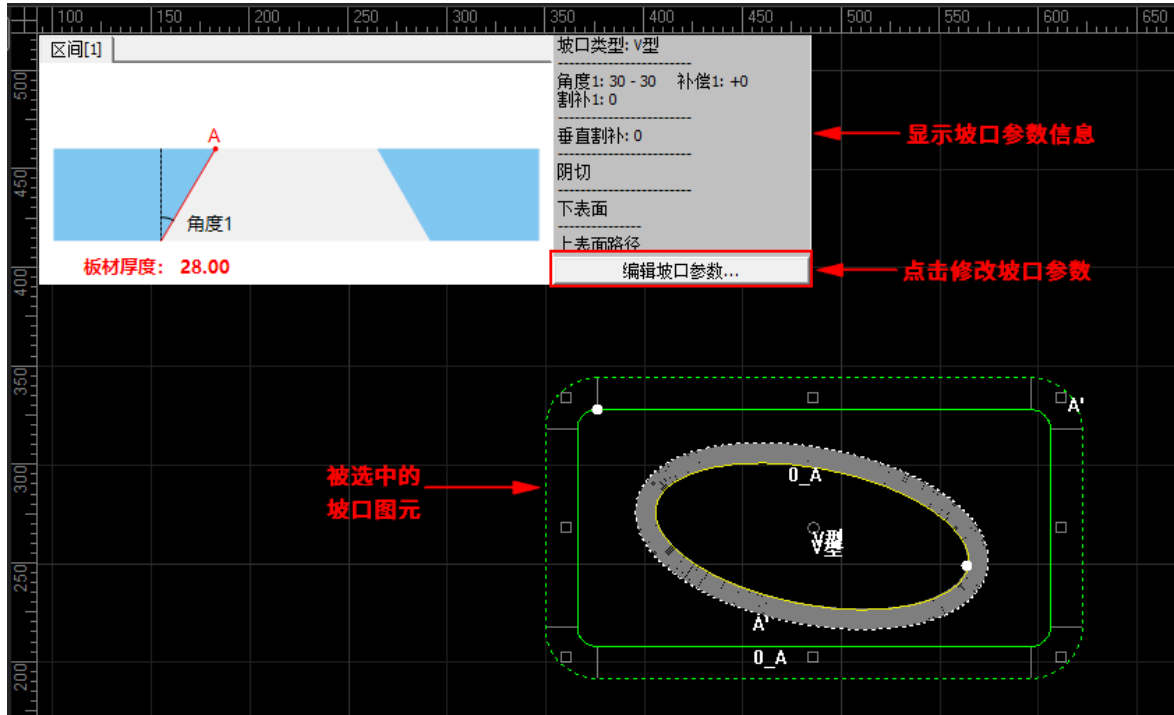 100 150 200 250 300 350 400 450 500 550 600 650
区间[1]
A
角度1
板材厚度: 28.00
坡口类型: V型
角度1: 30 - 30 补偿1: +0
割补1: 0
垂直割补: 0
阴切
下表面
上表面路径
编辑坡口参数...
显示坡口参数信息
点击修改坡口参数
500
450
400
350
300
250
200
被选中的
坡口图元
A'
0_A
V型
V型
A'
0_A